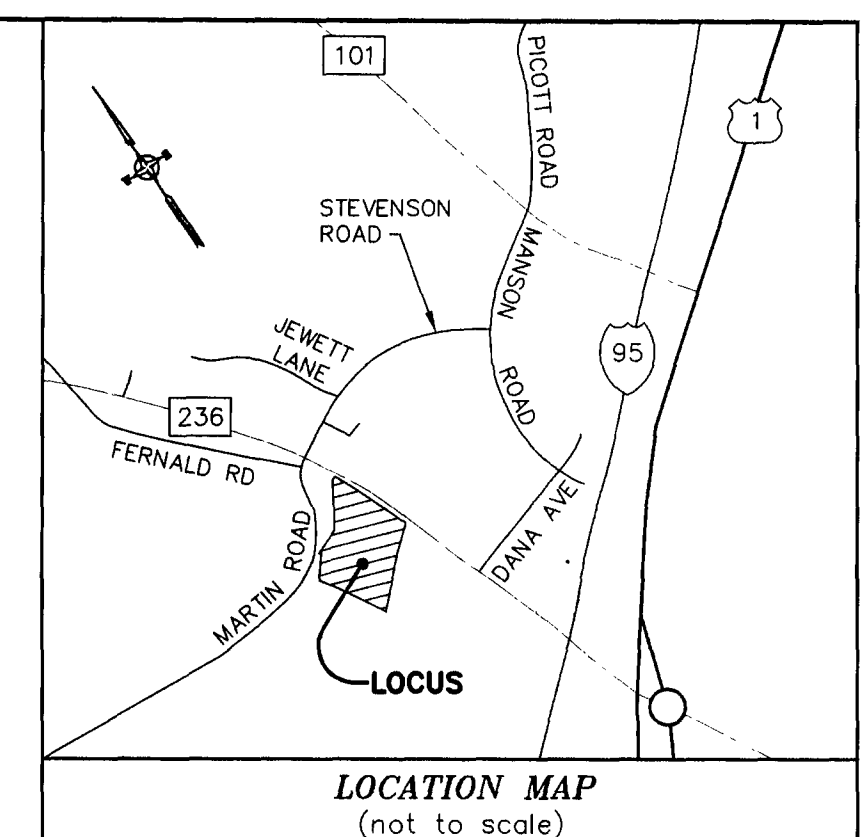 101
PICOTT ROAD
1
STEVENSON
ROAD
MANSON
ROAD
JEWETT
LANE
95
236
FERNALD RD
MARTIN ROAD
DANA AVE
LOCUS
LOCATION MAP
(not to scale)